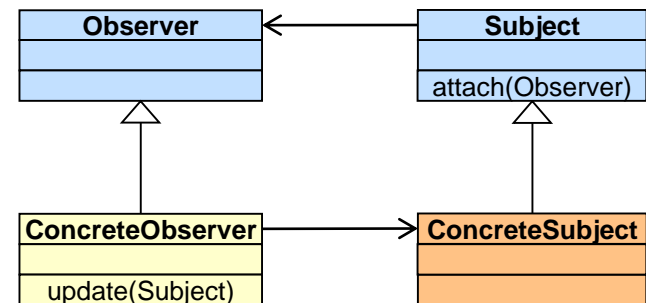 Observer
Subject
attach(Observer)
ConcreteObserver
ConcreteSubject
update(Subject)